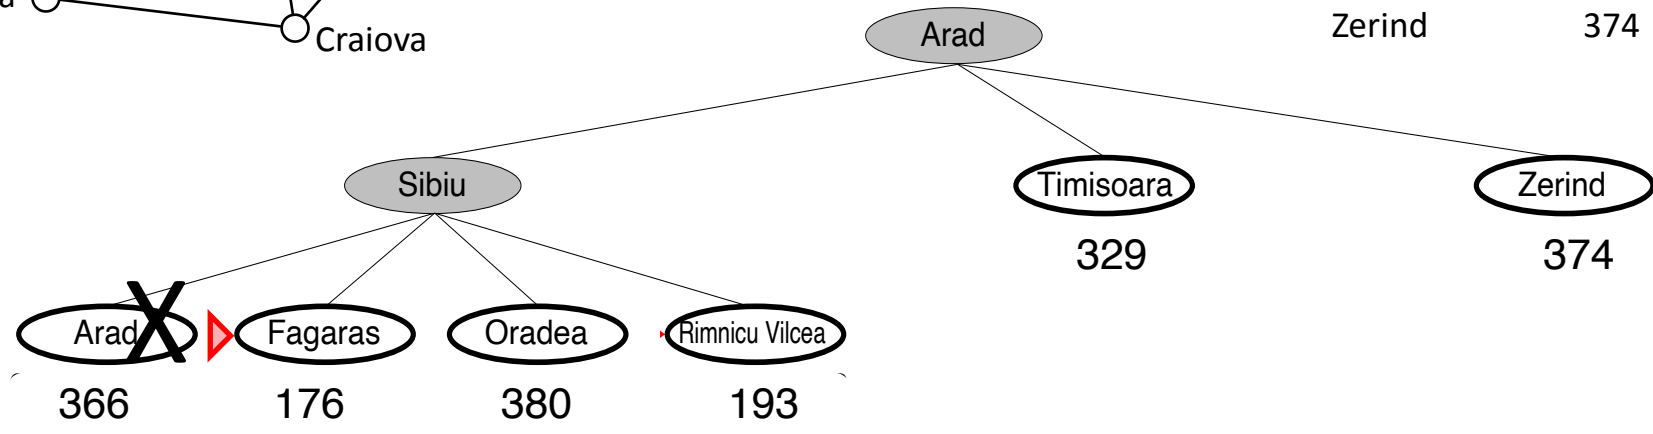 a
Craiova
Arad
Zerind 374
Sibiu
Timisoara
Zerind
329
374
Arad X
Fagaras
Oradea
Rimnicu Vilcea
366
176
380
193